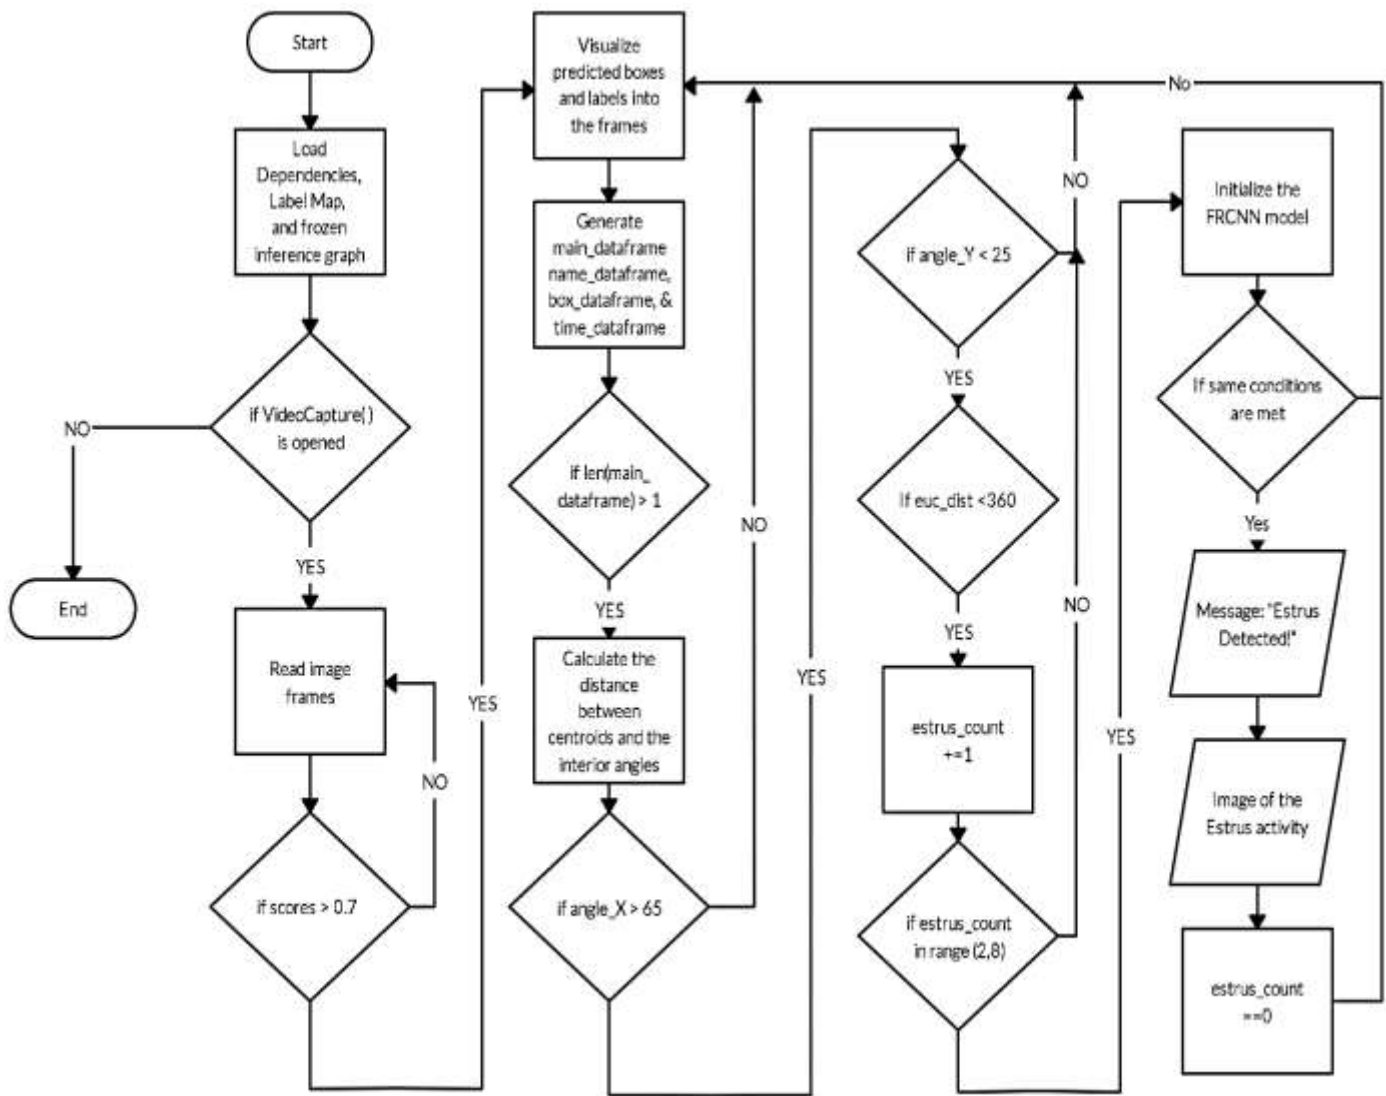 Start
Load
Dependencies,
Label Map,
and frozen
inference graph
if VideoCapture( )
is opened
NO
End
YES
Read image
frames
NO
if scores > 0.7
YES
Visualize
predicted boxes
and labels into
the frames
Generate
main_dataframe
name_dataframe,
box_dataframe, &
time_dataframe
if len(main_
dataframe) > 1
NO
YES
Calculate the
distance
between
centroids and the
interior angles
if angle_X > 65
YES
if angle_Y < 25
NO
YES
If euc_dist <360
NO
YES
estrus_count
+=1
if estrus_count
in range (2,8)
YES
No
Initialize the
FRCNN model
If same conditions
are met
Yes
Message: "Estrus
Detected!"
Image of the
Estrus activity
estrus_count
==0